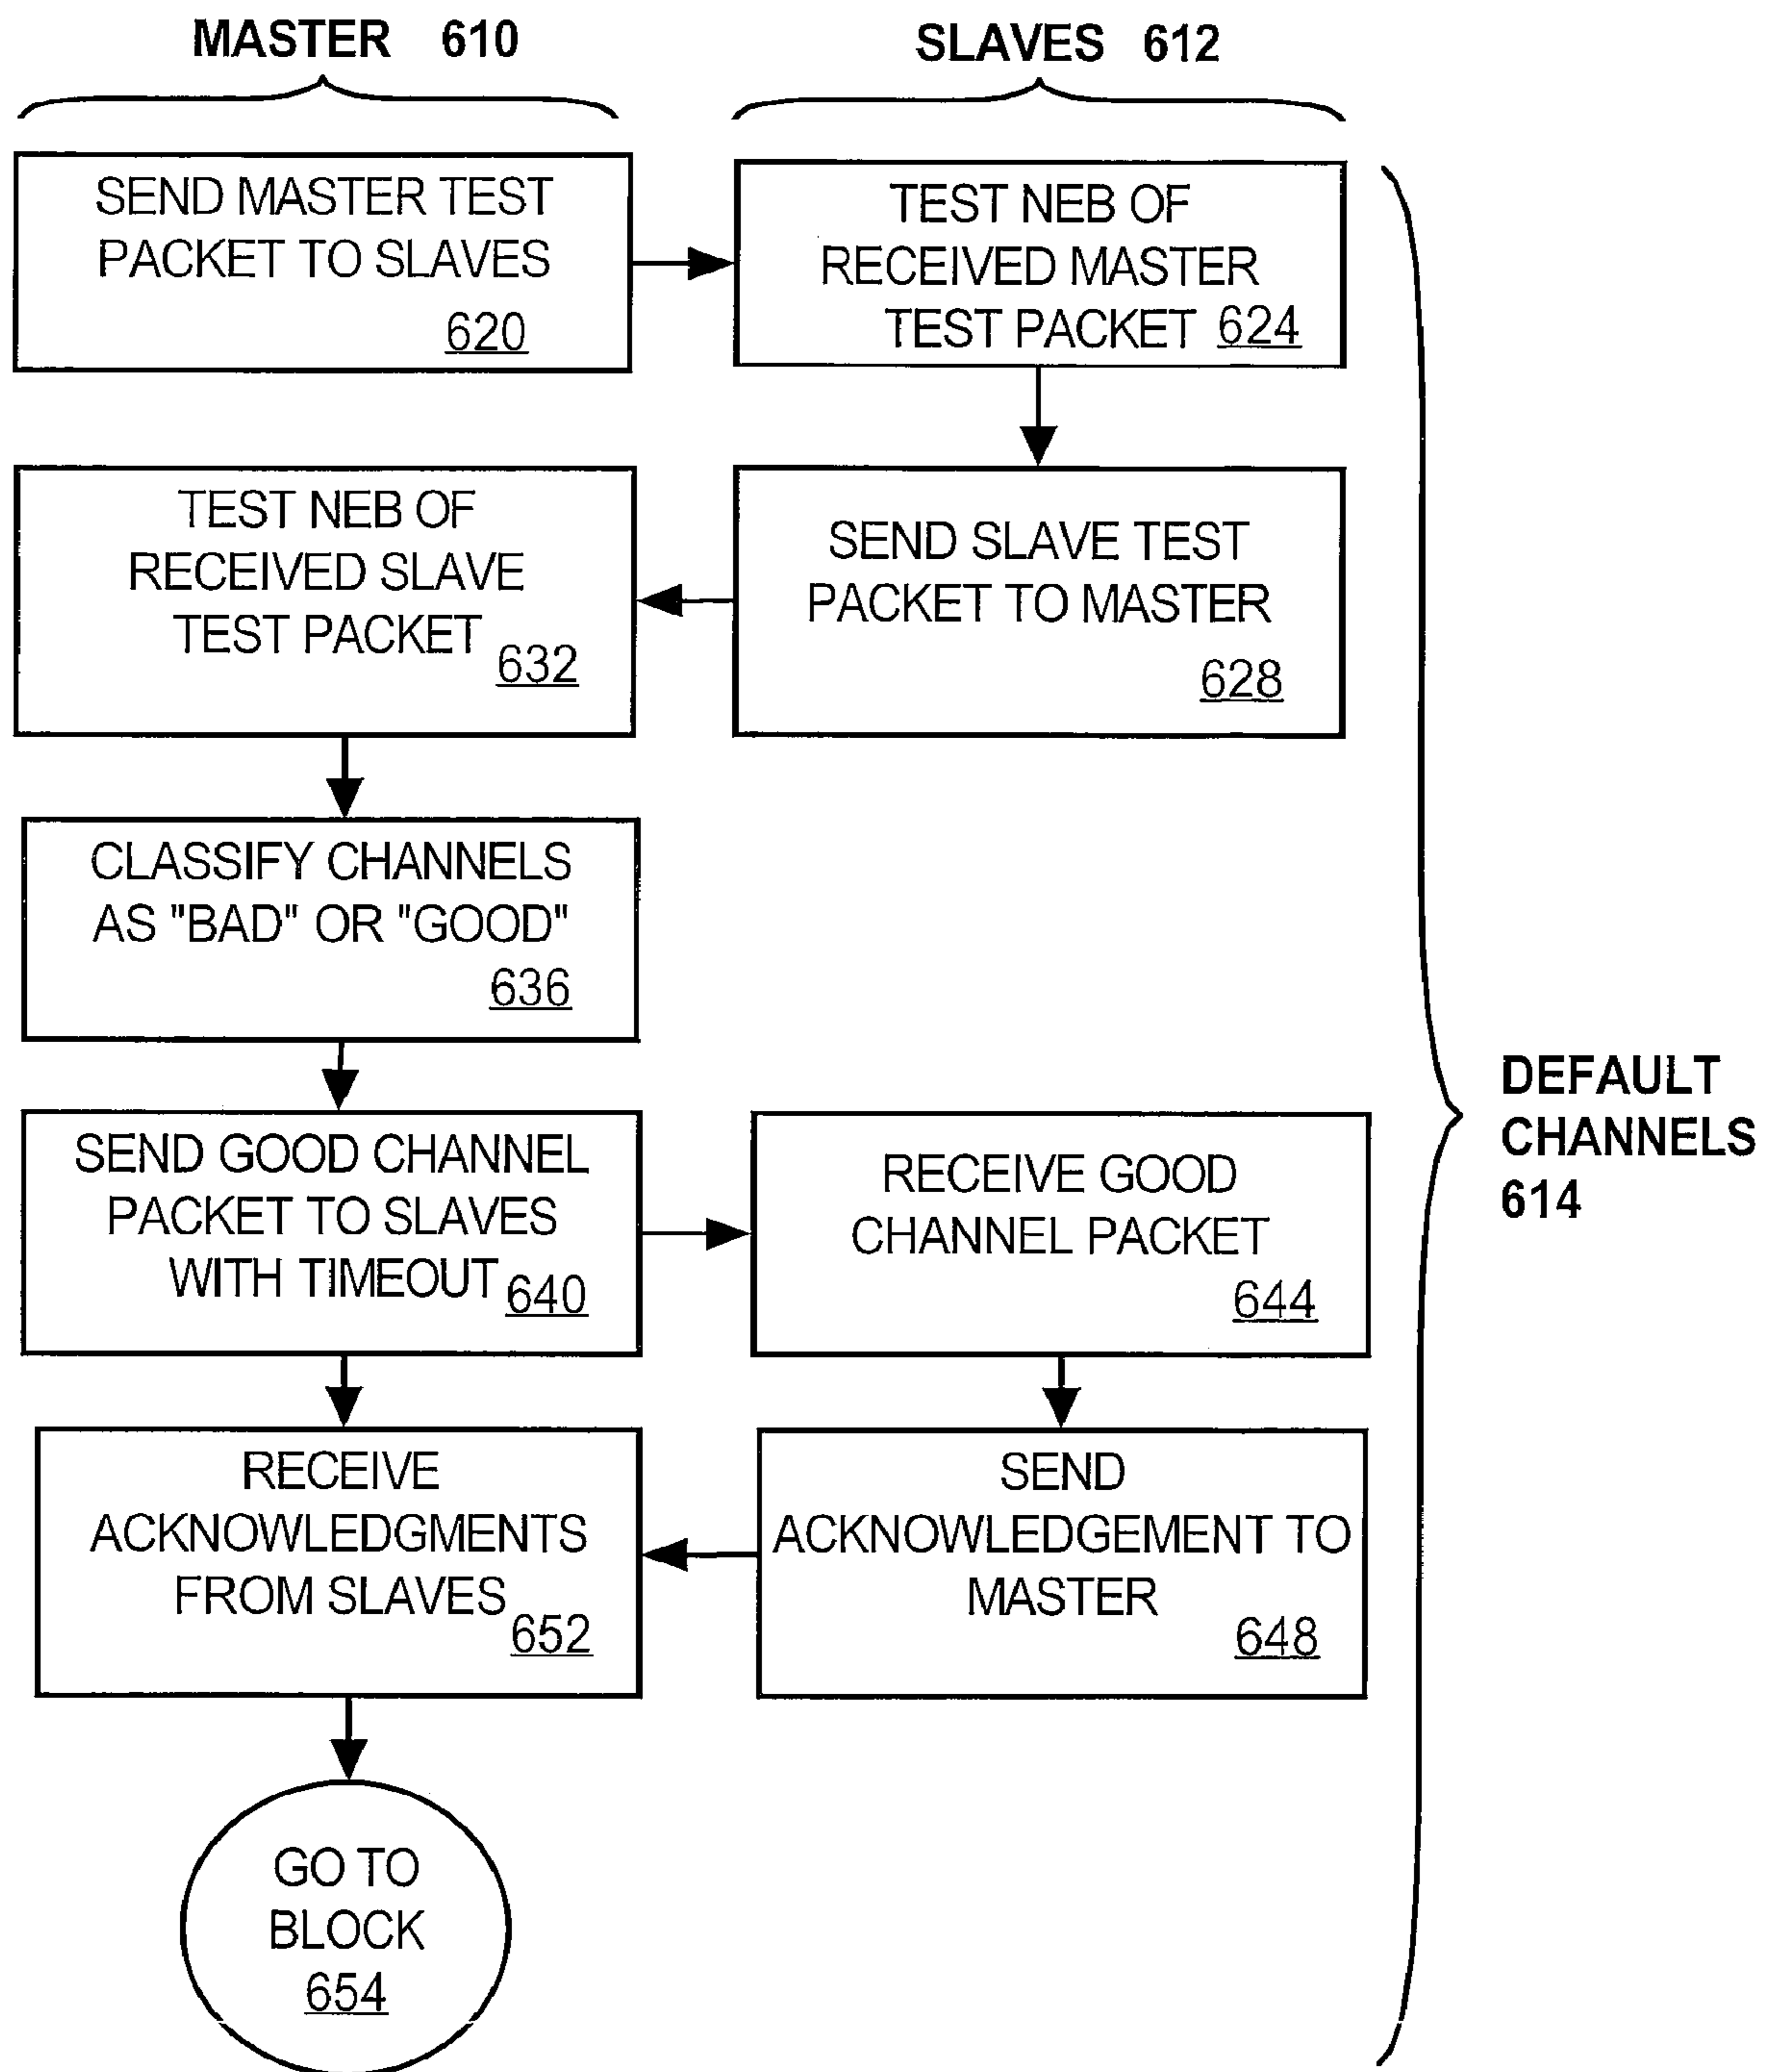 MASTER 610
SLAVES 612
SEND MASTER TEST
PACKET TO SLAVES
620
TEST NEB OF
RECEIVED MASTER
TEST PACKET 624
TEST NEB OF
RECEIVED SLAVE
TEST PACKET
632
SEND SLAVE TEST
PACKET TO MASTER
628
CLASSIFY CHANNELS
AS "BAD" OR "GOOD"
636
SEND GOOD CHANNEL
PACKET TO SLAVES
WITH TIMEOUT 640
RECEIVE GOOD
CHANNEL PACKET
644
DEFAULT
CHANNELS
614
RECEIVE
ACKNOWLEDGMENTS
FROM SLAVES
652
SEND
ACKNOWLEDGEMENT TO
MASTER
648
GO TO
BLOCK
654